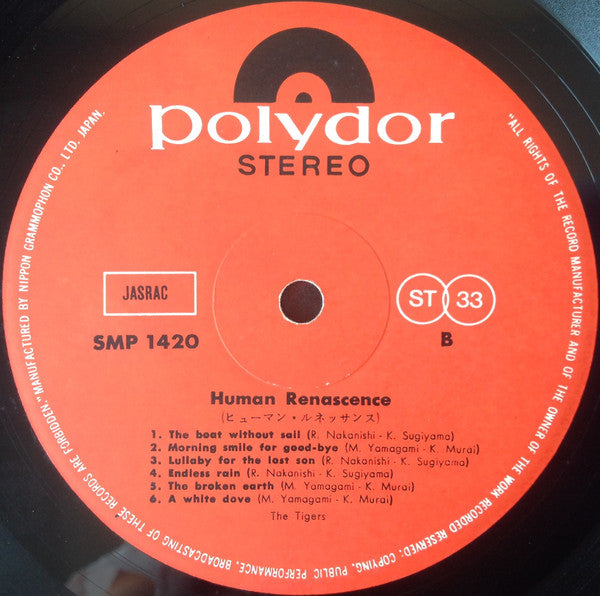 polydor
STEREO
JASRAC
ST 33
SMP 1420
B
Human Renascence
(ヒューマン・ルネッサンス)
1. The boat without sail (R. Nakanishi - K. Sugiyama)
2. Morning smile for good-bye (M. Yamagami - K. Murai)
3. Lullaby for the lost son (R. Nakanishi - K. Sugiyama)
4. Endless rain (R. Nakanishi - K. Sugiyama)
5. The broken earth (M. Yamagami - K. Murai)
6. A white dove (M. Yamagami - K. Murai)
The Tigers
"ALL RIGHTS OF THE RECORD MANUFACTURER AND OF THE OWNER OF THE WORK RECORDED RESERVED: COPYING, PUBLIC PERFORMANCE, BROADCASTING OF THESE RECORDS ARE FORBIDDEN." MANUFACTURED BY NIPPON GRAMMOPHON CO., LTD. JAPAN.